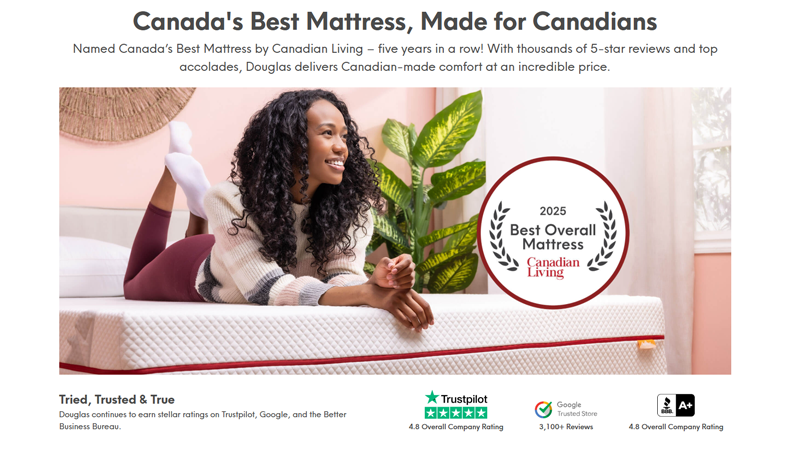 Canada's Best Mattress, Made for Canadians
Named Canada's Best Mattress by Canadian Living – five years in a row! With thousands of 5-star reviews and top
accolades, Douglas delivers Canadian-made comfort at an incredible price.
2025
Best Overall
Mattress
Canadian
Living
Tried, Trusted & True
Douglas continues to earn stellar ratings on Trustpilot, Google, and the Better
Business Bureau.
Trustpilot
4.8 Overall Company Rating
Google
Trusted Store
3,100+ Reviews
BBB.
A+
4.8 Overall Company Rating